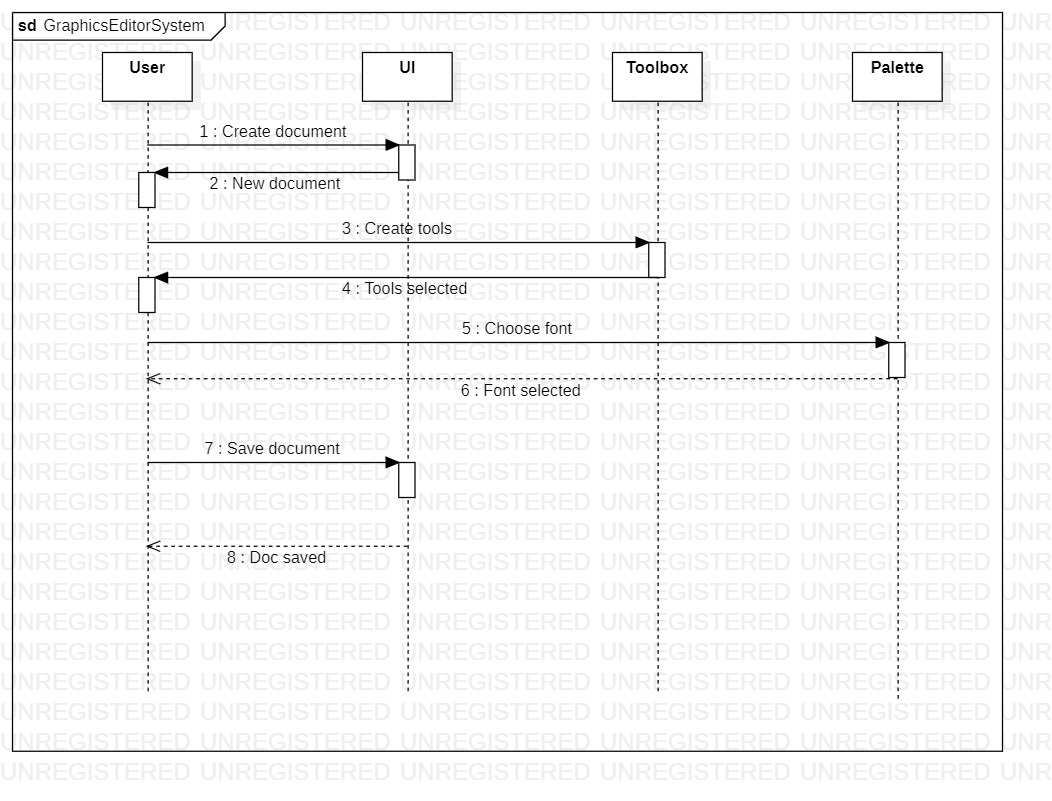 sd GraphicsEditorSystem
User UI Toolbox Palette
1 : Create document
2 : New document
3 : Create tools
4 : Tools selected
5 : Choose font
6 : Font selected
7 : Save document
8 : Doc saved
UNREGISTERED UNREGISTERED UNREGISTERED UNREGISTERED UNREGISTERED UNR